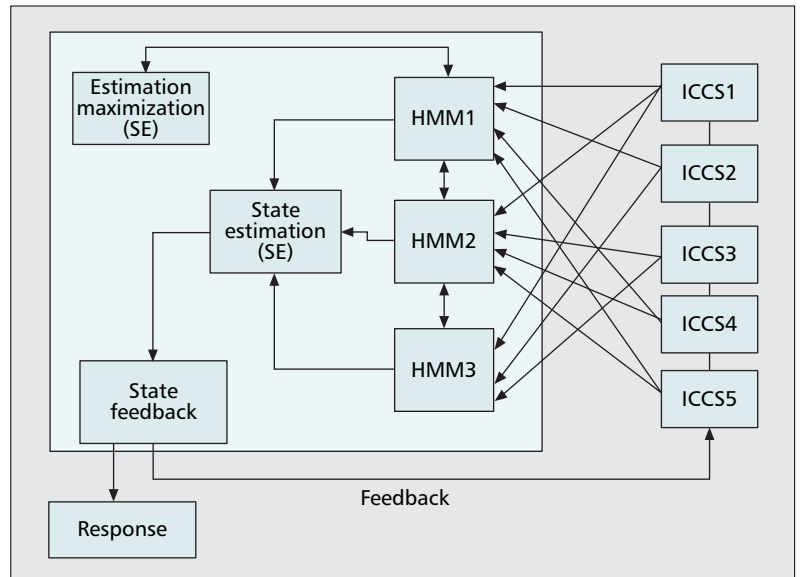 Estimation
maximization
(SE)
HMM1
ICCS1
ICCS2
State
estimation
(SE)
HMM2
ICCS3
ICCS4
HMM3
State
feedback
ICCS5
Feedback
Response